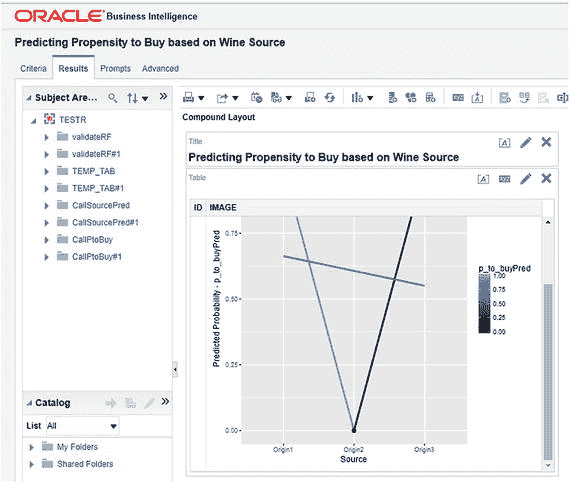 ORACLE Business Intelligence
Predicting Propensity to Buy based on Wine Source
Criteria Results Prompts Advanced
Subject Are...
TESTR
validateRF
validateRF#1
TEMP_TAB
TEMP_TAB#1
CallSourcePred
CallSourcePred#1
CallPtoBuy
CallPtoBuy#1
Catalog
List All
My Folders
Shared Folders
Compound Layout
Title
Predicting Propensity to Buy based on Wine Source
Table
ID IMAGE
Predicted Probability - p_to_buyPred
0.75
0.50
0.25
0.00
Origin1 Origin2 Origin3
Source
p_to_buyPred
1.00
0.75
0.50
0.25
0.00